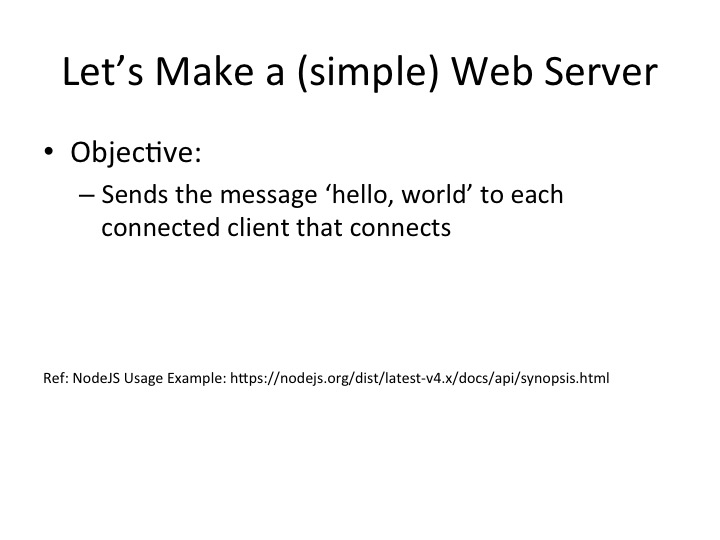 Let’s Make a (simple) Web Server
• Objective:
– Sends the message ‘hello, world’ to each
connected client that connects
Ref: NodeJS Usage Example: https://nodejs.org/dist/latest-v4.x/docs/api/synopsis.html